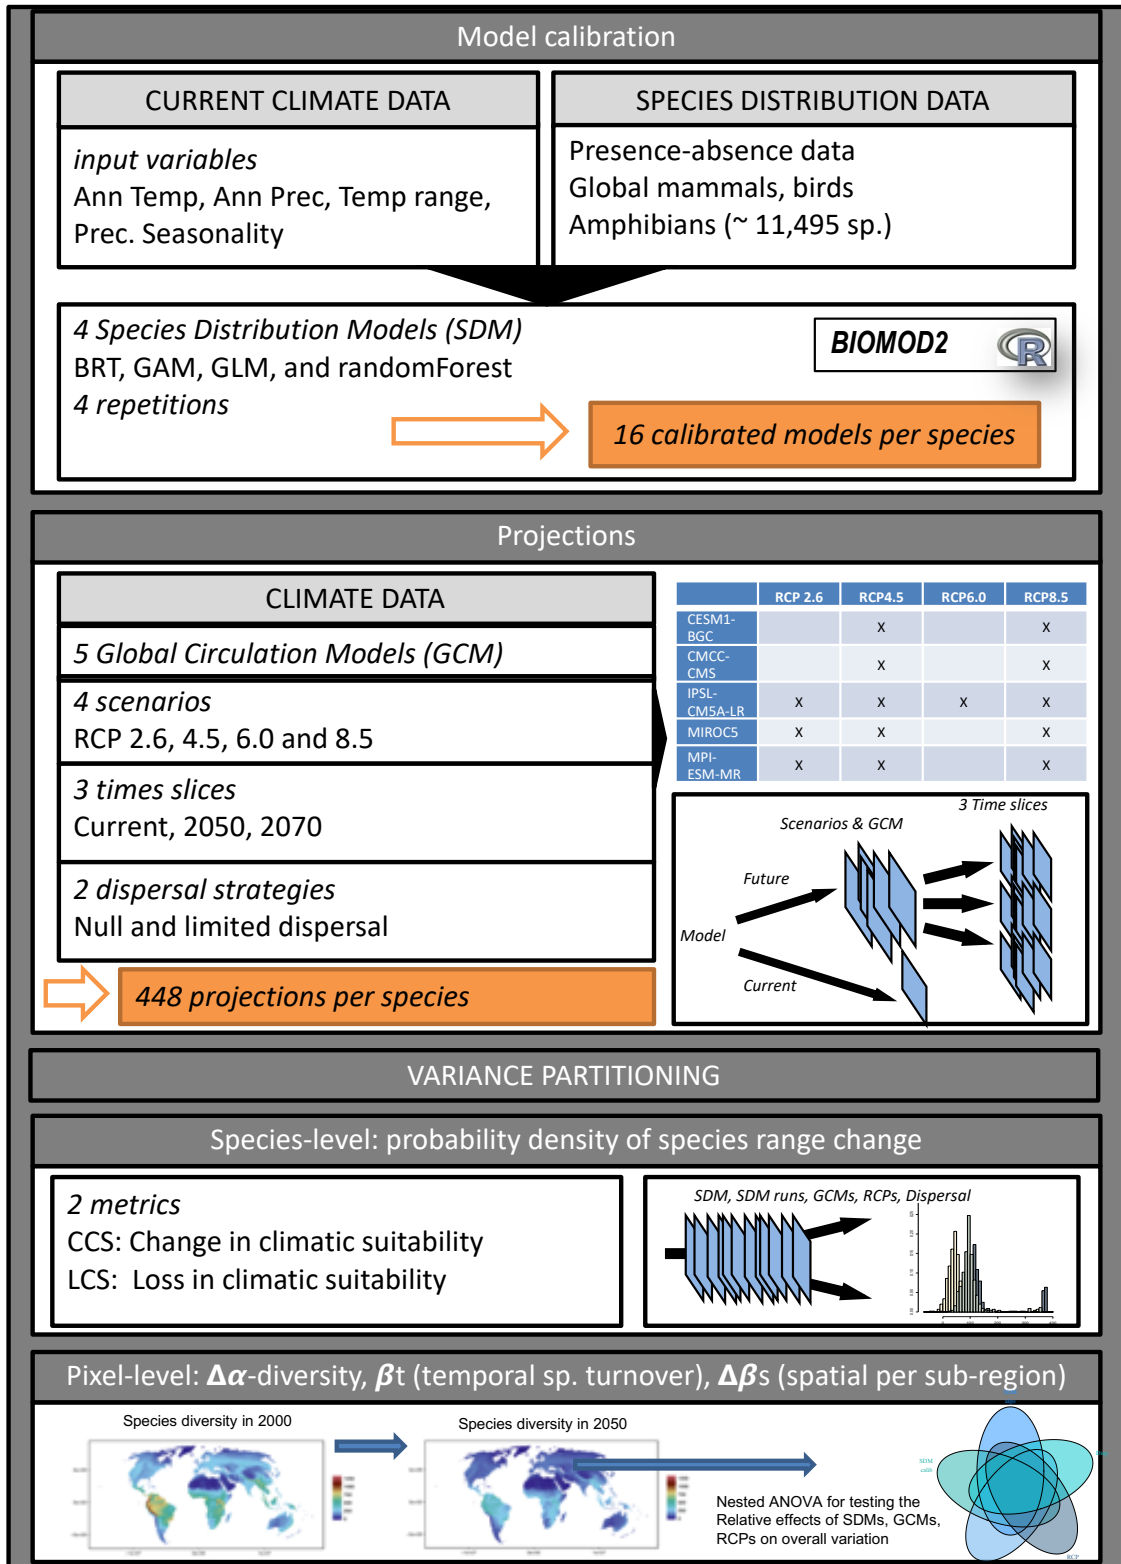 Model calibration
CURRENT CLIMATE DATA
input variables
Ann Temp, Ann Prec, Temp range,
Prec. Seasonality
SPECIES DISTRIBUTION DATA
Presence-absence data
Global mammals, birds
Amphibians (~ 11,495 sp.)
4 Species Distribution Models (SDM)
BRT, GAM, GLM, and randomForest
4 repetitions
BIOMOD2
R
16 calibrated models per species
Projections
CLIMATE DATA
5 Global Circulation Models (GCM)
4 scenarios
RCP 2.6, 4.5, 6.0 and 8.5
3 times slices
Current, 2050, 2070
2 dispersal strategies
Null and limited dispersal
448 projections per species
RCP 2.6 RCP4.5 RCP6.0 RCP8.5
CESM1-
BGC X X
CMCC-
CMS X X
IPSL-
CM5A-LR X X X X
MIROC5 X X X
MPI-
ESM-MR X X X
3 Time slices
Scenarios & GCM
Future
Model
Current
VARIANCE PARTITIONING
Species-level: probability density of species range change
2 metrics
CCS: Change in climatic suitability
LCS: Loss in climatic suitability
SDM, SDM runs, GCMs, RCPs, Dispersal
Pixel-level: Δα-diversity, βt (temporal sp. turnover), Δβs (spatial per sub-region)
Species diversity in 2000
Species diversity in 2050
Nested ANOVA for testing the
Relative effects of SDMs, GCMs,
RCPs on overall variation
SDM
calib
RCP